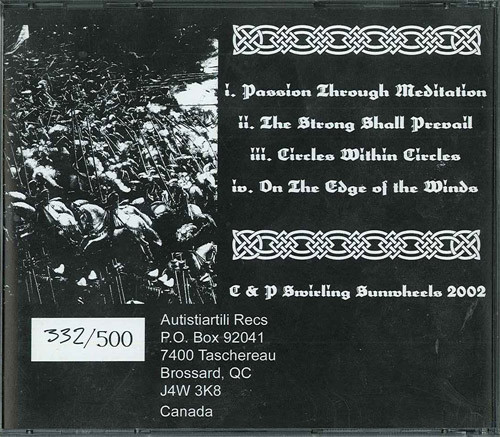 i. Passion Through Meditation
ii. The Strong Shall Prevail
iii. Circles Within Circles
iv. On The Edge of the Winds
C & P Swirling Sunwheels 2002
332/500
Autistiartili Recs
P.O. Box 92041
7400 Taschereau
Brossard, QC
J4W 3K8
Canada